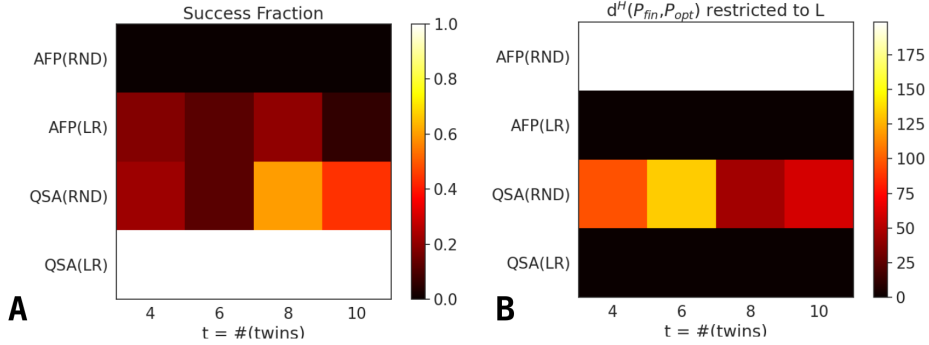 Success Fraction
AFP(RND)
AFP(LR)
QSA(RND)
QSA(LR)
4 6 8 10
t = #(twins)
1.0
0.8
0.6
0.4
0.2
0.0
A
d^H(P_fin,P_opt) restricted to L
AFP(RND)
AFP(LR)
QSA(RND)
QSA(LR)
4 6 8 10
t = #(twins)
175
150
125
100
75
50
25
0
B